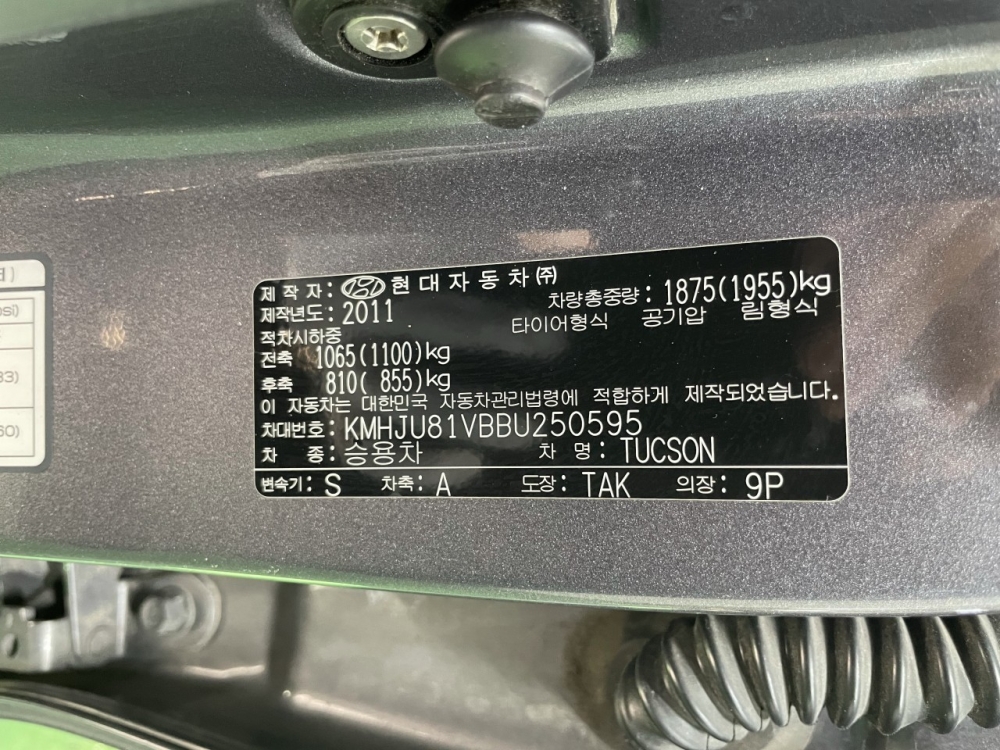 제 작 자 : 현대자동차㈜
차량총중량 : 1875(1955)kg
제작년도 : 2011
타이어형식 공기압 림형식
적차시하중
전축 1065(1100)kg
후축 810( 855)kg
이 자동차는 대한민국 자동차관리법령에 적합하게 제작되었습니다.
차대번호 : KMHJU81VBBU250595
차 종 : 승용차 차 명 : TUCSON
변속기 : S 차축 : A 도장 : TAK 의장 : 9P